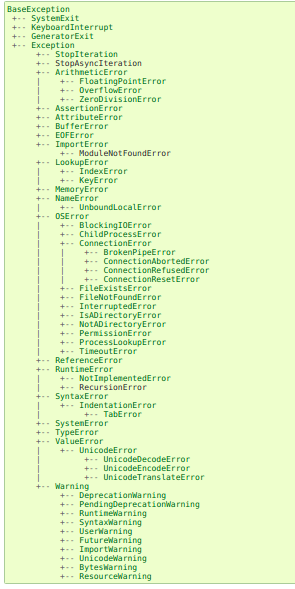 BaseException
 +-- SystemExit
 +-- KeyboardInterrupt
 +-- GeneratorExit
 +-- Exception
      +-- StopIteration
      +-- StopAsyncIteration
      +-- ArithmeticError
      |    +-- FloatingPointError
      |    +-- OverflowError
      |    +-- ZeroDivisionError
      +-- AssertionError
      +-- AttributeError
      +-- BufferError
      +-- EOFError
      +-- ImportError
           +-- ModuleNotFoundError
      +-- LookupError
      |    +-- IndexError
      |    +-- KeyError
      +-- MemoryError
      +-- NameError
      |    +-- UnboundLocalError
      +-- OSError
      |    +-- BlockingIOError
      |    +-- ChildProcessError
      |    +-- ConnectionError
      |    |    +-- BrokenPipeError
      |    |    +-- ConnectionAbortedError
      |    |    +-- ConnectionRefusedError
      |    |    +-- ConnectionResetError
      |    +-- FileExistsError
      |    +-- FileNotFoundError
      |    +-- InterruptedError
      |    +-- IsADirectoryError
      |    +-- NotADirectoryError
      |    +-- PermissionError
      |    +-- ProcessLookupError
      |    +-- TimeoutError
      +-- ReferenceError
      +-- RuntimeError
      |    +-- NotImplementedError
      |    +-- RecursionError
      +-- SyntaxError
      |    +-- IndentationError
      |         +-- TabError
      +-- SystemError
      +-- TypeError
      +-- ValueError
      |    +-- UnicodeError
      |         +-- UnicodeDecodeError
      |         +-- UnicodeEncodeError
      |         +-- UnicodeTranslateError
      +-- Warning
           +-- DeprecationWarning
           +-- PendingDeprecationWarning
           +-- RuntimeWarning
           +-- SyntaxWarning
           +-- UserWarning
           +-- FutureWarning
           +-- ImportWarning
           +-- UnicodeWarning
           +-- BytesWarning
           +-- ResourceWarning